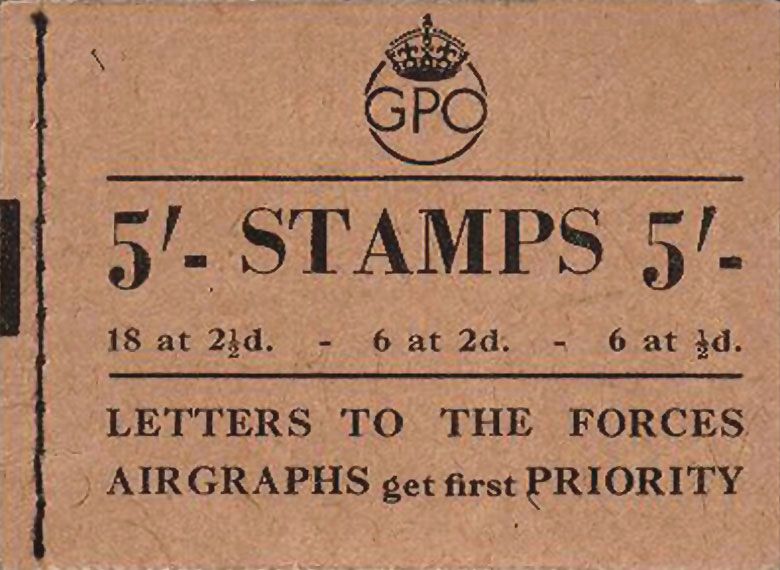 GPO
5/- STAMPS 5/-
18 at 2½d. - 6 at 2d. - 6 at ½d.
LETTERS TO THE FORCES
AIRGRAPHS get first PRIORITY